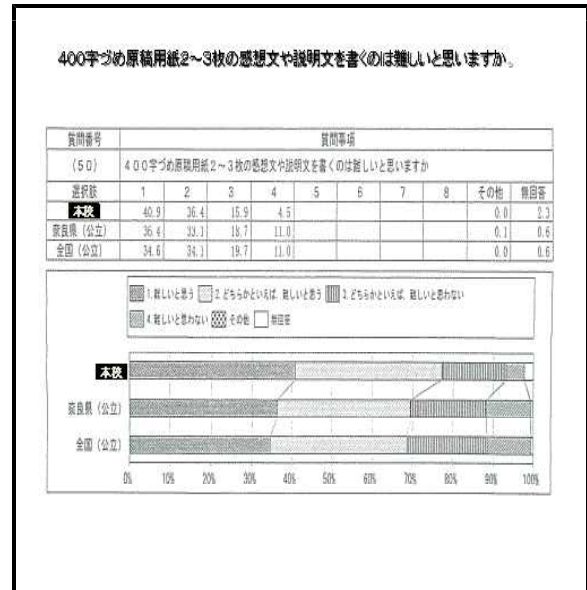 400字づめ原稿用紙2〜3枚の感想文や説明文を書くのは難しいと思いますか。
質問番号 質問事項
(50) 400字づめ原稿用紙2〜3枚の感想文や説明文を書くのは難しいと思いますか
選択肢 1 2 3 4 5 6 7 8 その他 無回答
本校 40.9 36.4 15.9 4.5 0.0 2.3
奈良県(公立) 36.4 33.1 18.7 11.0 0.1 0.6
全国(公立) 34.6 34.1 19.7 11.0 0.0 0.6
1.難しいと思う 2.どちらかといえば、難しいと思う 3.どちらかといえば、難しいと思わない
4.難しいと思わない その他 無回答
本校
奈良県(公立)
全国(公立)
0% 10% 20% 30% 40% 50% 60% 70% 80% 90% 100%